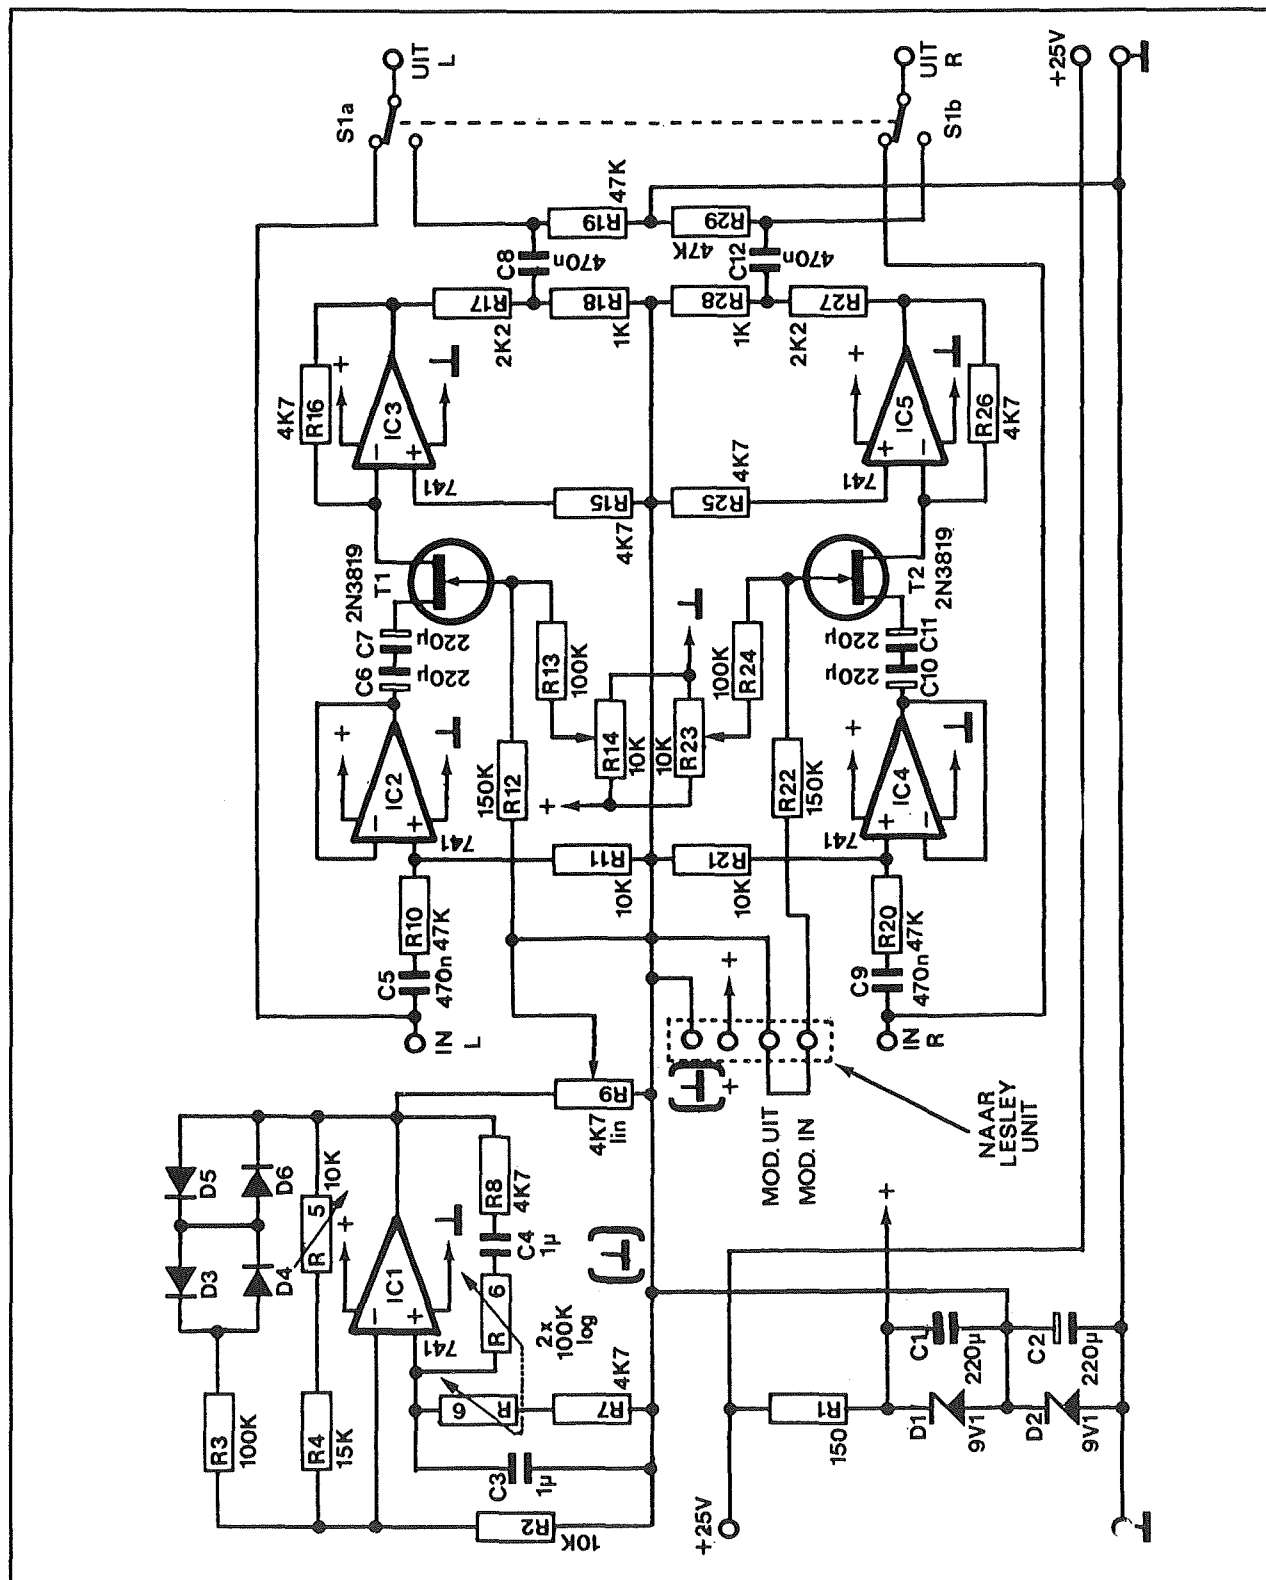 UIT
L
UIT
R
+25V
S1a
S1b
R19
47K
R29
47K
C8
470n
C12
470n
R17
2K2
R18
1K
R28
1K
R27
2K2
4K7
R16
+
IC3
−
+
741
+
IC5
+
−
741
R26
4K7
R15
4K7
R25
4K7
2N3819
T1
T2
2N3819
C6
C7
220µ
220µ
220µ
220µ
C10
C11
R13
100K
R14
10K
10K
R23
100K
R24
+
150K
R12
R22
150K
+
IC2
−
+
741
+
IC4
+
−
741
R11
10K
R21
10K
R10
47K
C5
470n
R20
47K
C9
470n
IN
L
IN
R
+
+
MOD. UIT
MOD. IN
NAAR
LESLEY
UNIT
R9
4K7
lin
D5
D6
D3
D4
10K
R 5
+
IC1
−
+
741
R8
4K7
C4
1µ
R 6
R 6
2x
100K
log
R7
4K7
R3
100K
R4
15K
C3
1µ
R2
10K
+25V
+
R1
150
D1
9V1
D2
9V1
C1
220µ
C2
220µ